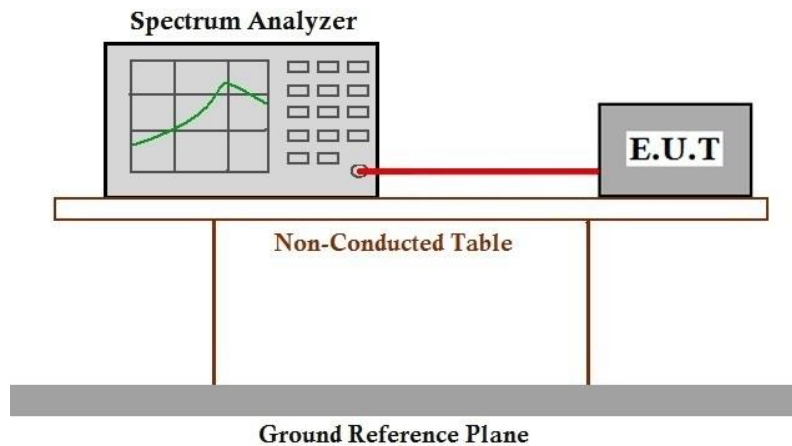 Spectrum Analyzer
E.U.T
Non-Conducted Table
Ground Reference Plane